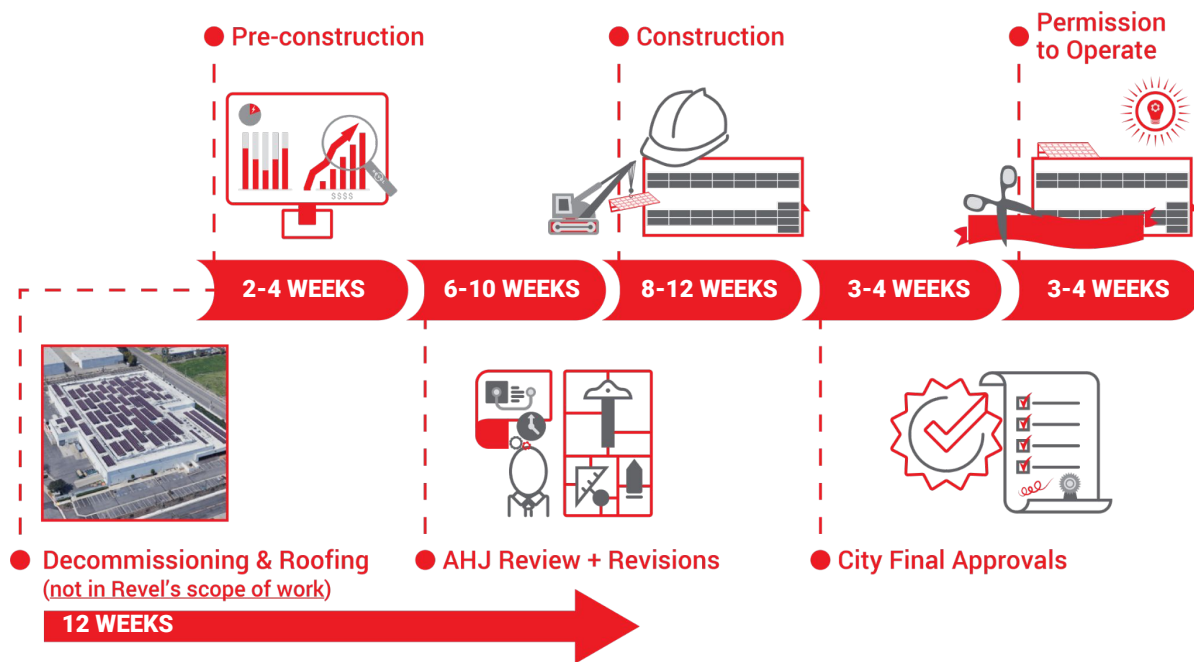 Pre-construction
Construction
Permission
to Operate
$$$$
2-4 WEEKS
6-10 WEEKS
8-12 WEEKS
3-4 WEEKS
3-4 WEEKS
Decommissioning & Roofing
(not in Revel's scope of work)
AHJ Review + Revisions
City Final Approvals
12 WEEKS